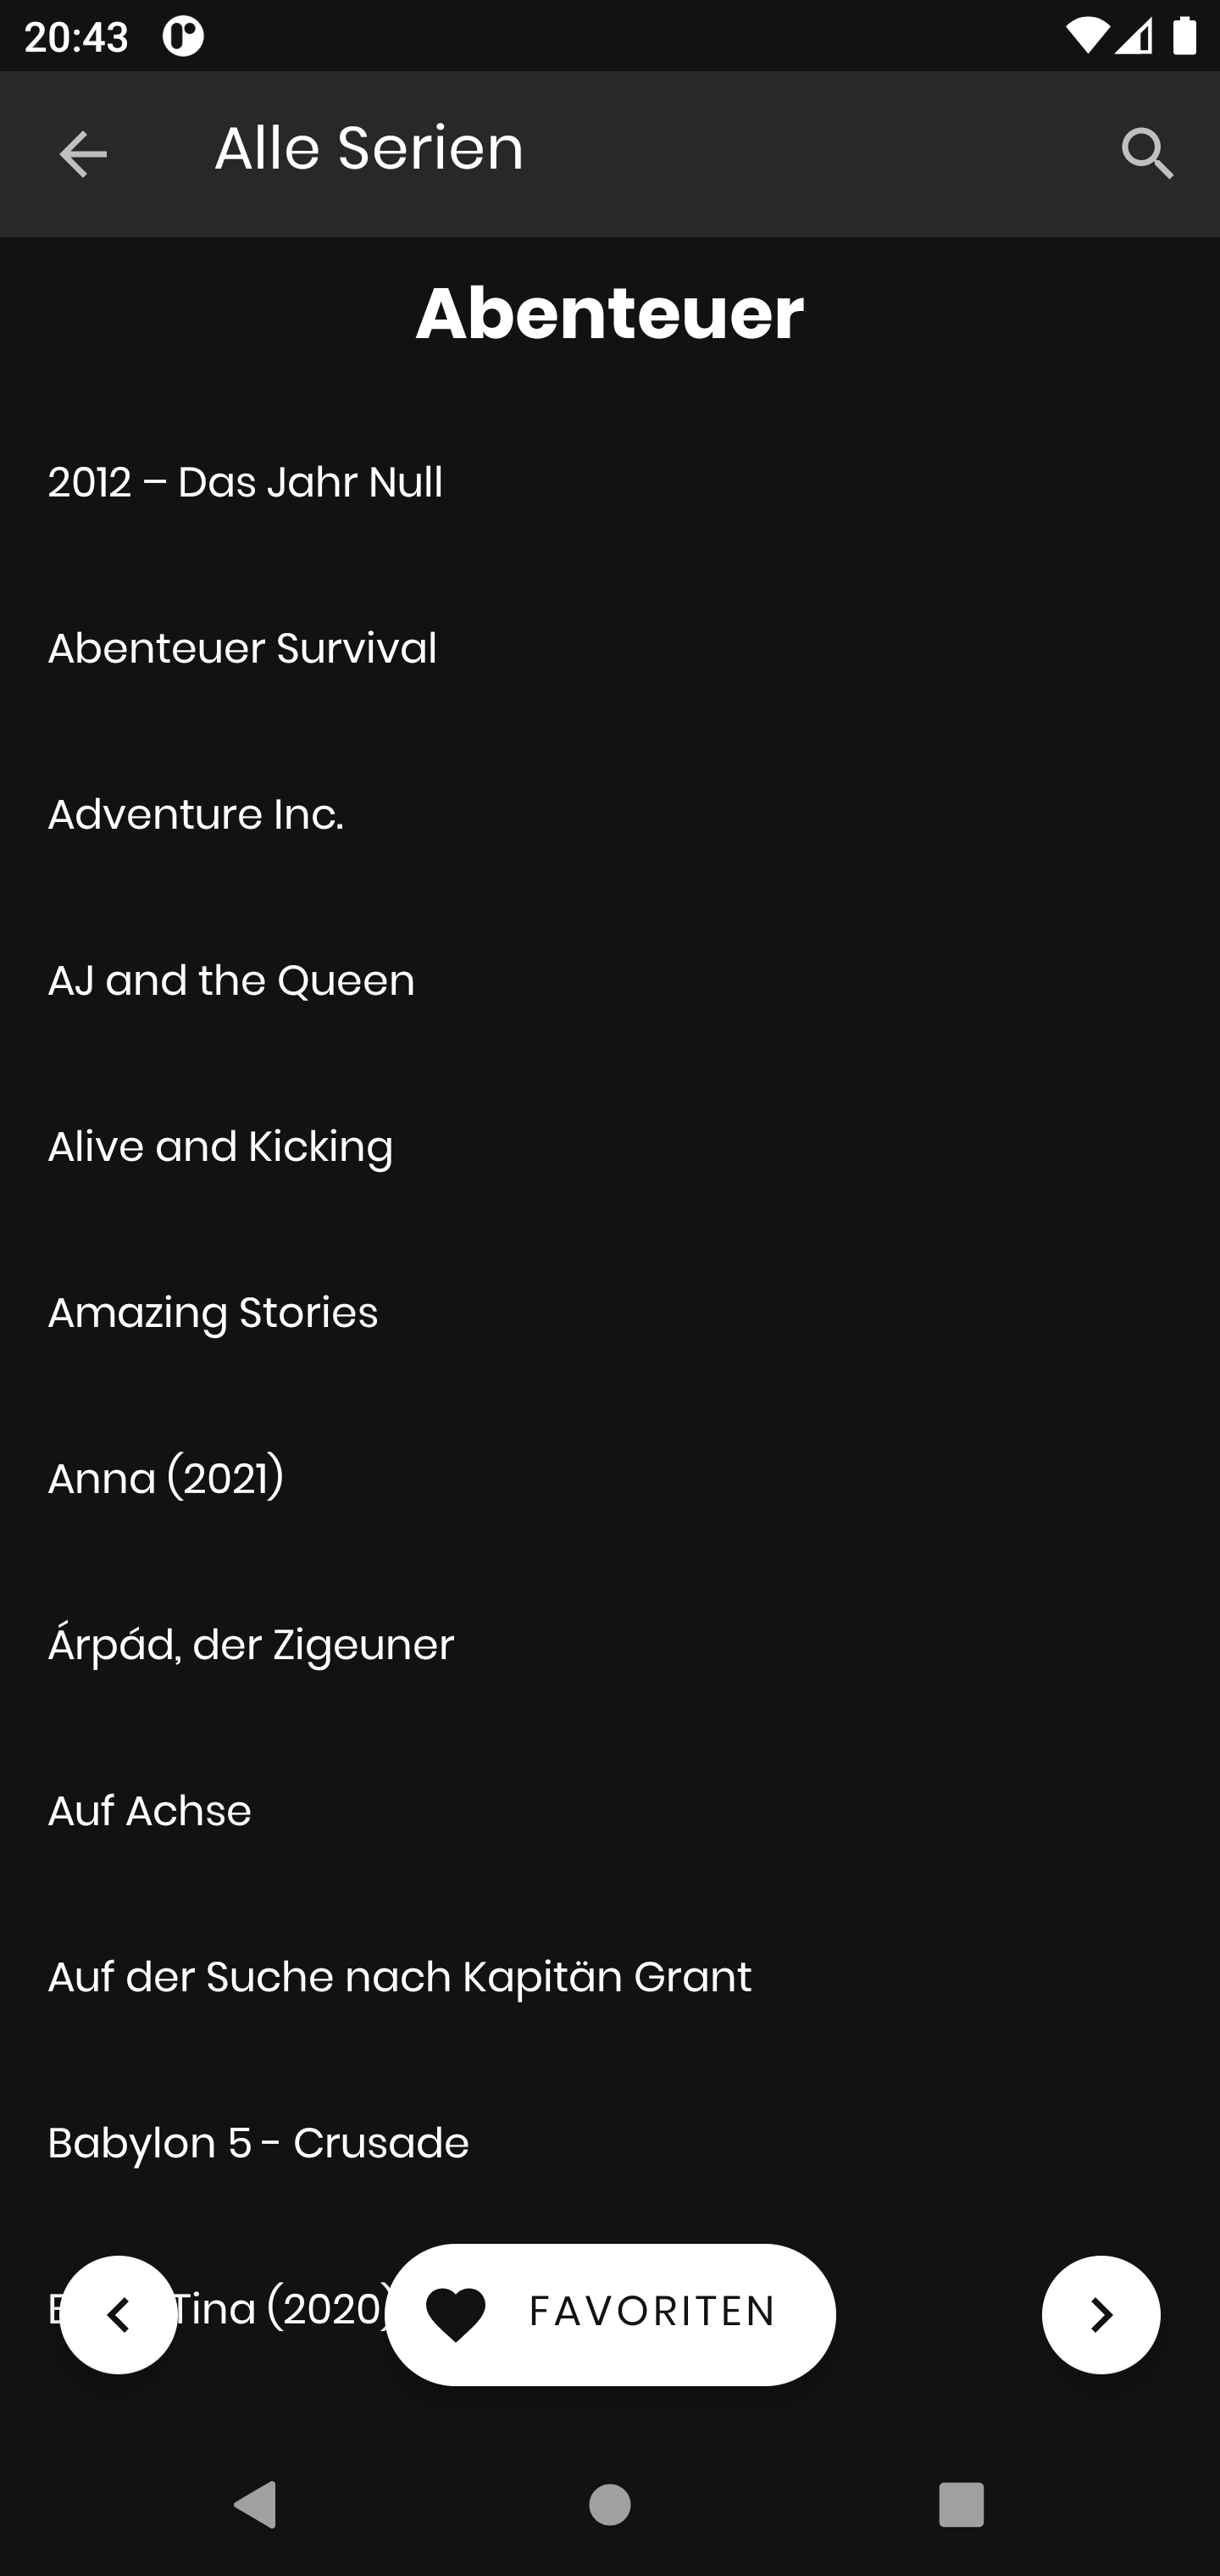 20:43
Alle Serien
Abenteuer
2012 – Das Jahr Null
Abenteuer Survival
Adventure Inc.
AJ and the Queen
Alive and Kicking
Amazing Stories
Anna (2021)
Árpád, der Zigeuner
Auf Achse
Auf der Suche nach Kapitän Grant
Babylon 5 - Crusade
Tina (2020)
FAVORITEN